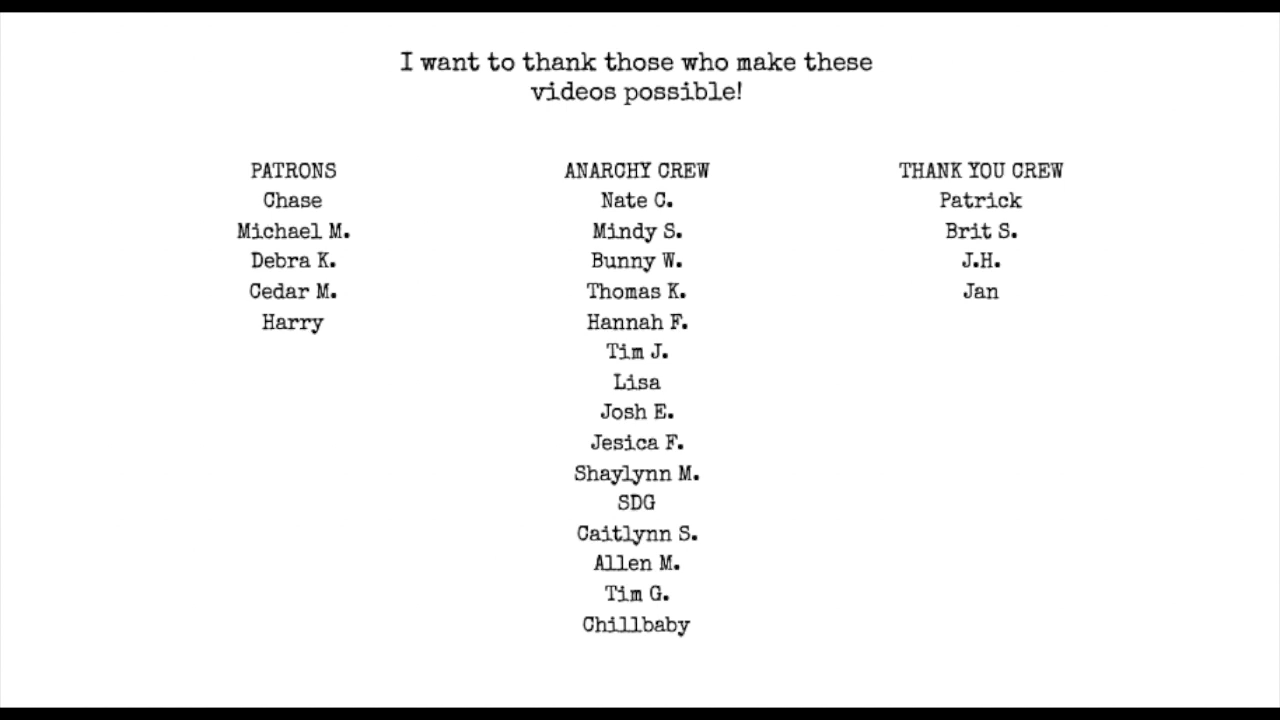 I want to thank those who make these
videos possible!
PATRONS
Chase
Michael M.
Debra K.
Cedar M.
Harry
ANARCHY CREW
Nate C.
Mindy S.
Bunny W.
Thomas K.
Hannah F.
Tim J.
Lisa
Josh E.
Jesica F.
Shaylynn M.
SDG
Caitlynn S.
Allen M.
Tim G.
Chillbaby
THANK YOU CREW
Patrick
Brit S.
J.H.
Jan